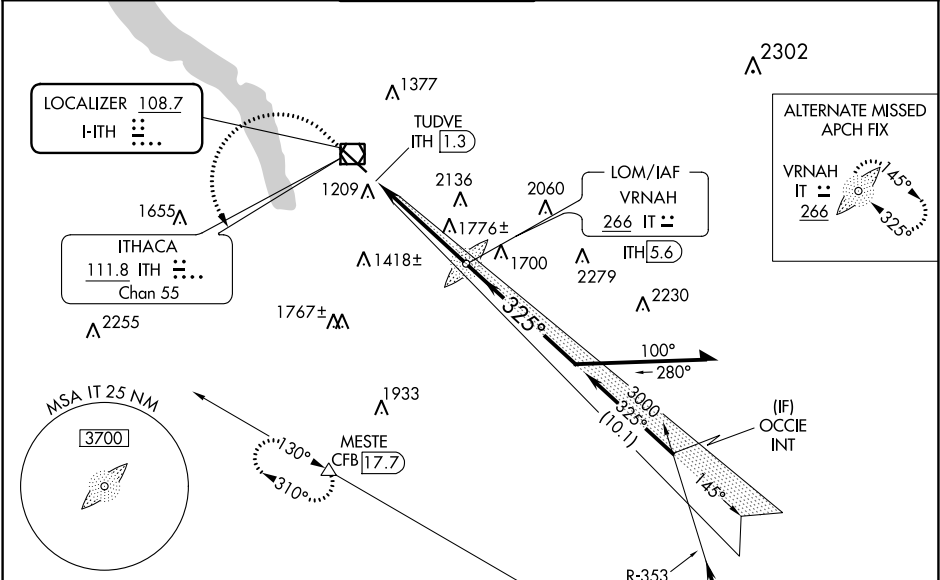 2302
1377
LOCALIZER 108.7
I-ITH
TUDVE
ITH 1.3
ALTERNATE MISSED
APCH FIX
VRNAH
IT
266
145°
325°
LOM/IAF
VRNAH
266 IT
ITH 5.6
1209
2136
2060
1655
1776±
1700
ITHACA
111.8 ITH
Chan 55
1418±
2279
2255
1767±
2230
325°
100°
280°
MSA IT 25 NM
3700
1933
3000
325°
(10.1)
(IF)
OCCIE
INT
MESTE
CFB 17.7
130°
310°
145°
R-353